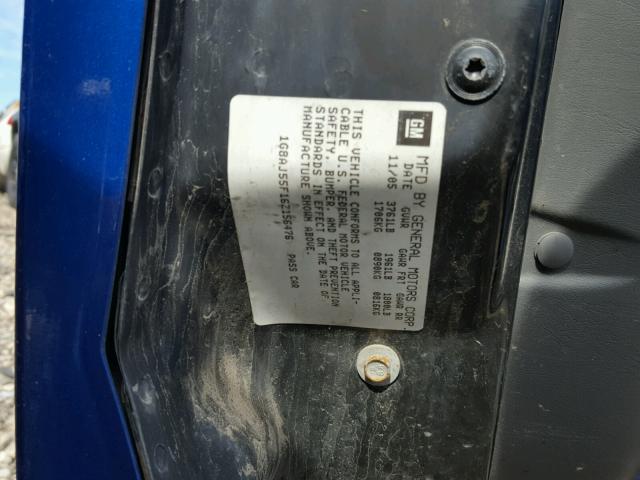 GM MFD BY GENERAL MOTORS CORP.
DATE GVWR GAWR FRT GAWR RR
11/05 3761LB 1961LB 1800LB
1706KG 0890KG 0816KG
THIS VEHICLE CONFORMS TO ALL APPLI-
CABLE U.S. FEDERAL MOTOR VEHICLE
SAFETY, BUMPER, AND THEFT PREVENTION
STANDARDS IN EFFECT ON THE DATE OF
MANUFACTURE SHOWN ABOVE.
1G8AJ55F16Z156476 PASS CAR